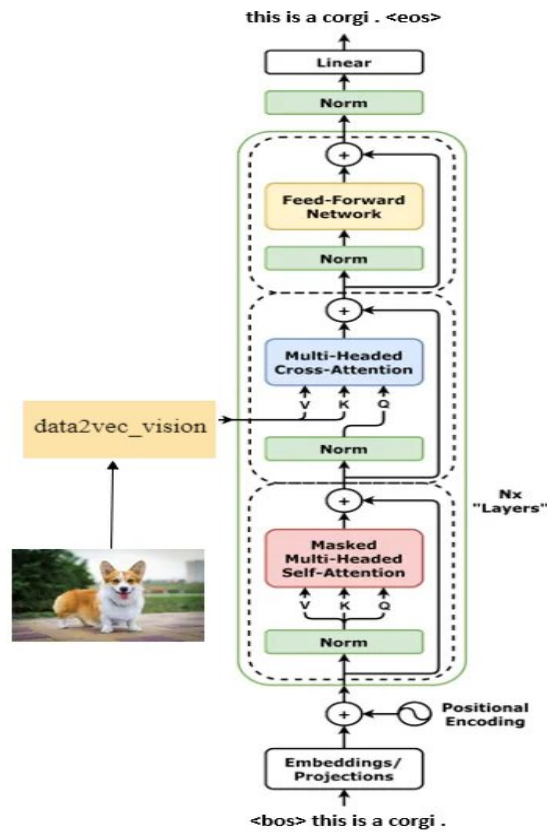 this is a corgi . <eos>
Linear
Norm
+
Feed-Forward
Network
Norm
+
Multi-Headed
Cross-Attention
V K Q
data2vec_vision
Norm
+
Nx
"Layers"
Masked
Multi-Headed
Self-Attention
V K Q
Norm
+
Positional
Encoding
Embeddings/
Projections
<bos> this is a corgi .